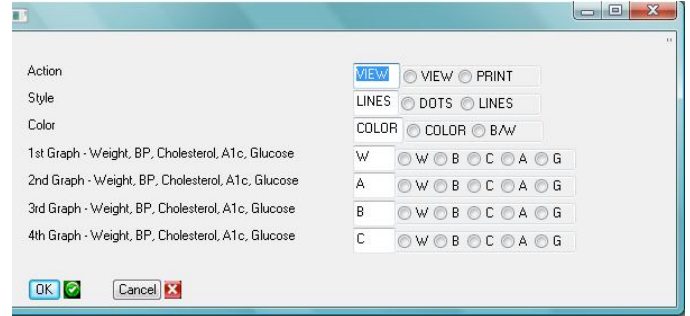 Action VIEW VIEW PRINT
Style LINES DOTS LINES
Color COLOR COLOR B/W
1st Graph - Weight, BP, Cholesterol, A1c, Glucose W W B C A G
2nd Graph - Weight, BP, Cholesterol, A1c, Glucose A W B C A G
3rd Graph - Weight, BP, Cholesterol, A1c, Glucose B W B C A G
4th Graph - Weight, BP, Cholesterol, A1c, Glucose C W B C A G
OK Cancel